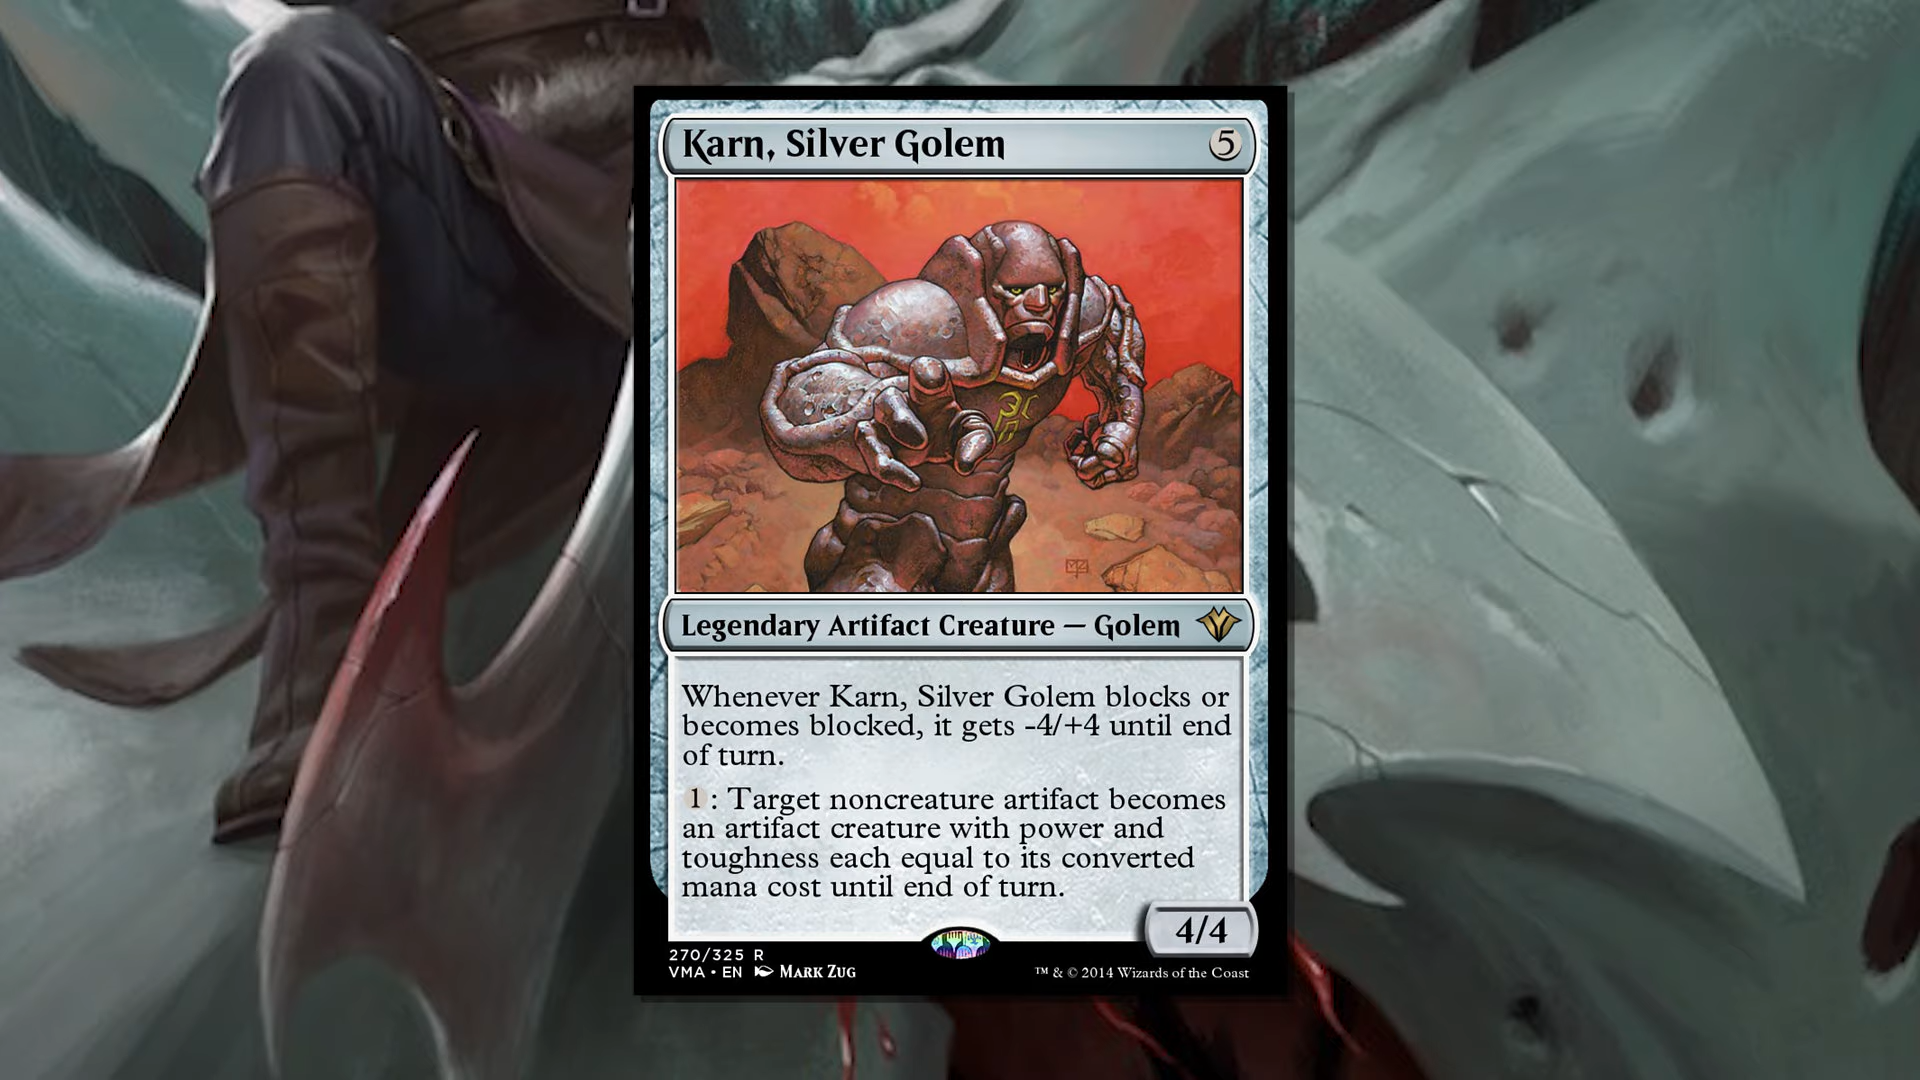 Karn, Silver Golem 5
Legendary Artifact Creature — Golem
Whenever Karn, Silver Golem blocks or
becomes blocked, it gets -4/+4 until end
of turn.
1: Target noncreature artifact becomes
an artifact creature with power and
toughness each equal to its converted
mana cost until end of turn.
4/4
270/325 R
VMA • EN Mark Zug
™ & © 2014 Wizards of the Coast